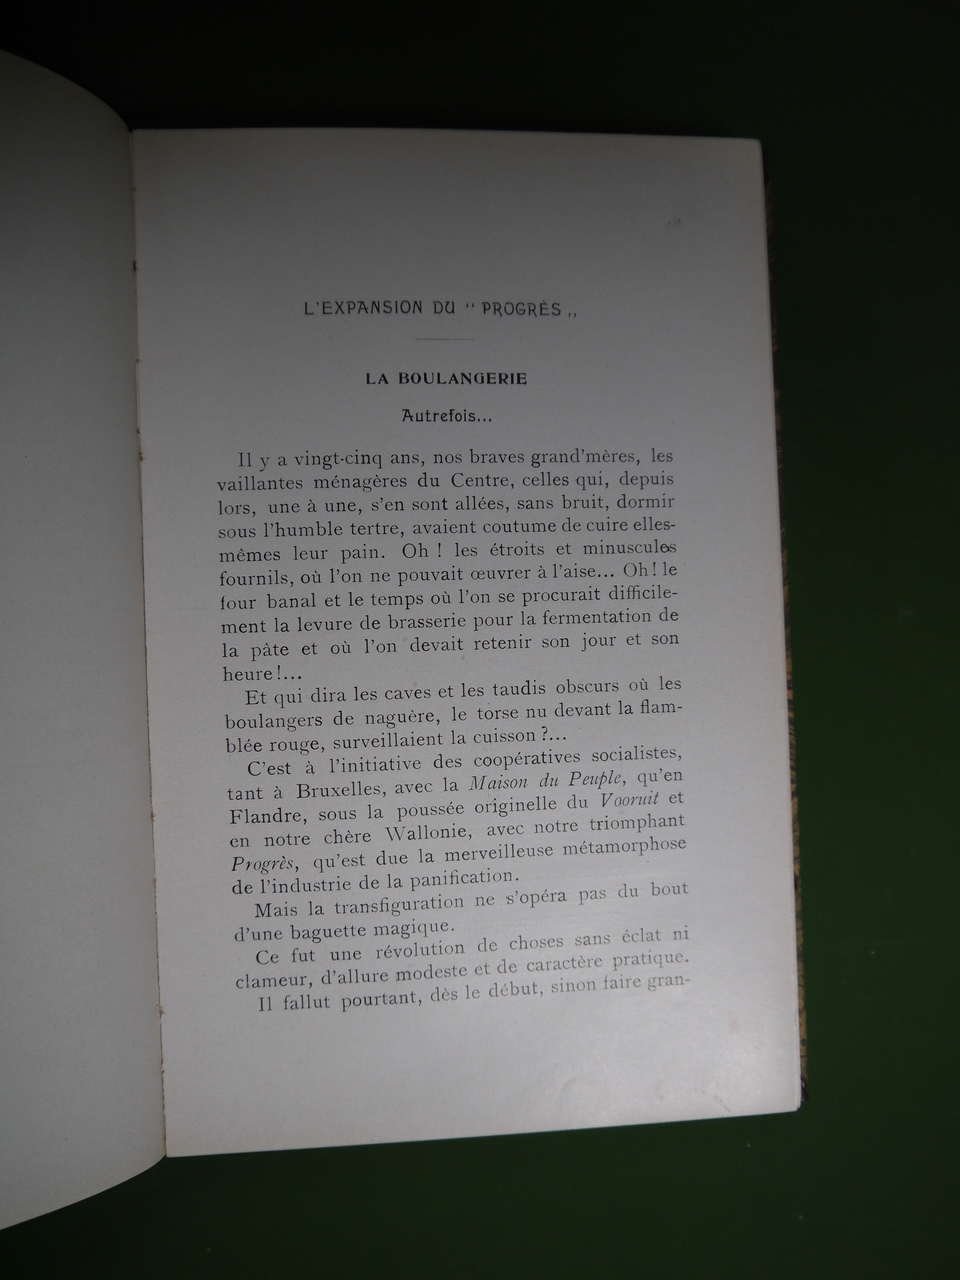 L'EXPANSION DU “ PROGRÈS „
LA BOULANGERIE
Autrefois...
Il y a vingt-cinq ans, nos braves grand'mères, les
vaillantes ménagères du Centre, celles qui, depuis
lors, une à une, s'en sont allées, sans bruit, dormir
sous l'humble tertre, avaient coutume de cuire elles-
mêmes leur pain. Oh ! les étroits et minuscules
fournils, où l'on ne pouvait œuvrer à l'aise... Oh ! le
four banal et le temps où l'on se procurait difficile-
ment la levure de brasserie pour la fermentation de
la pâte et où l'on devait retenir son jour et son
heure !...
Et qui dira les caves et les taudis obscurs où les
boulangers de naguère, le torse nu devant la flam-
blée rouge, surveillaient la cuisson ?...
C'est à l'initiative des coopératives socialistes,
tant à Bruxelles, avec la Maison du Peuple, qu'en
Flandre, sous la poussée originelle du Vooruit et
en notre chère Wallonie, avec notre triomphant
Progrès, qu'est due la merveilleuse métamorphose
de l'industrie de la panification.
Mais la transfiguration ne s'opéra pas du bout
d'une baguette magique.
Ce fut une révolution de choses sans éclat ni
clameur, d'allure modeste et de caractère pratique.
Il fallut pourtant, dès le début, sinon faire gran-